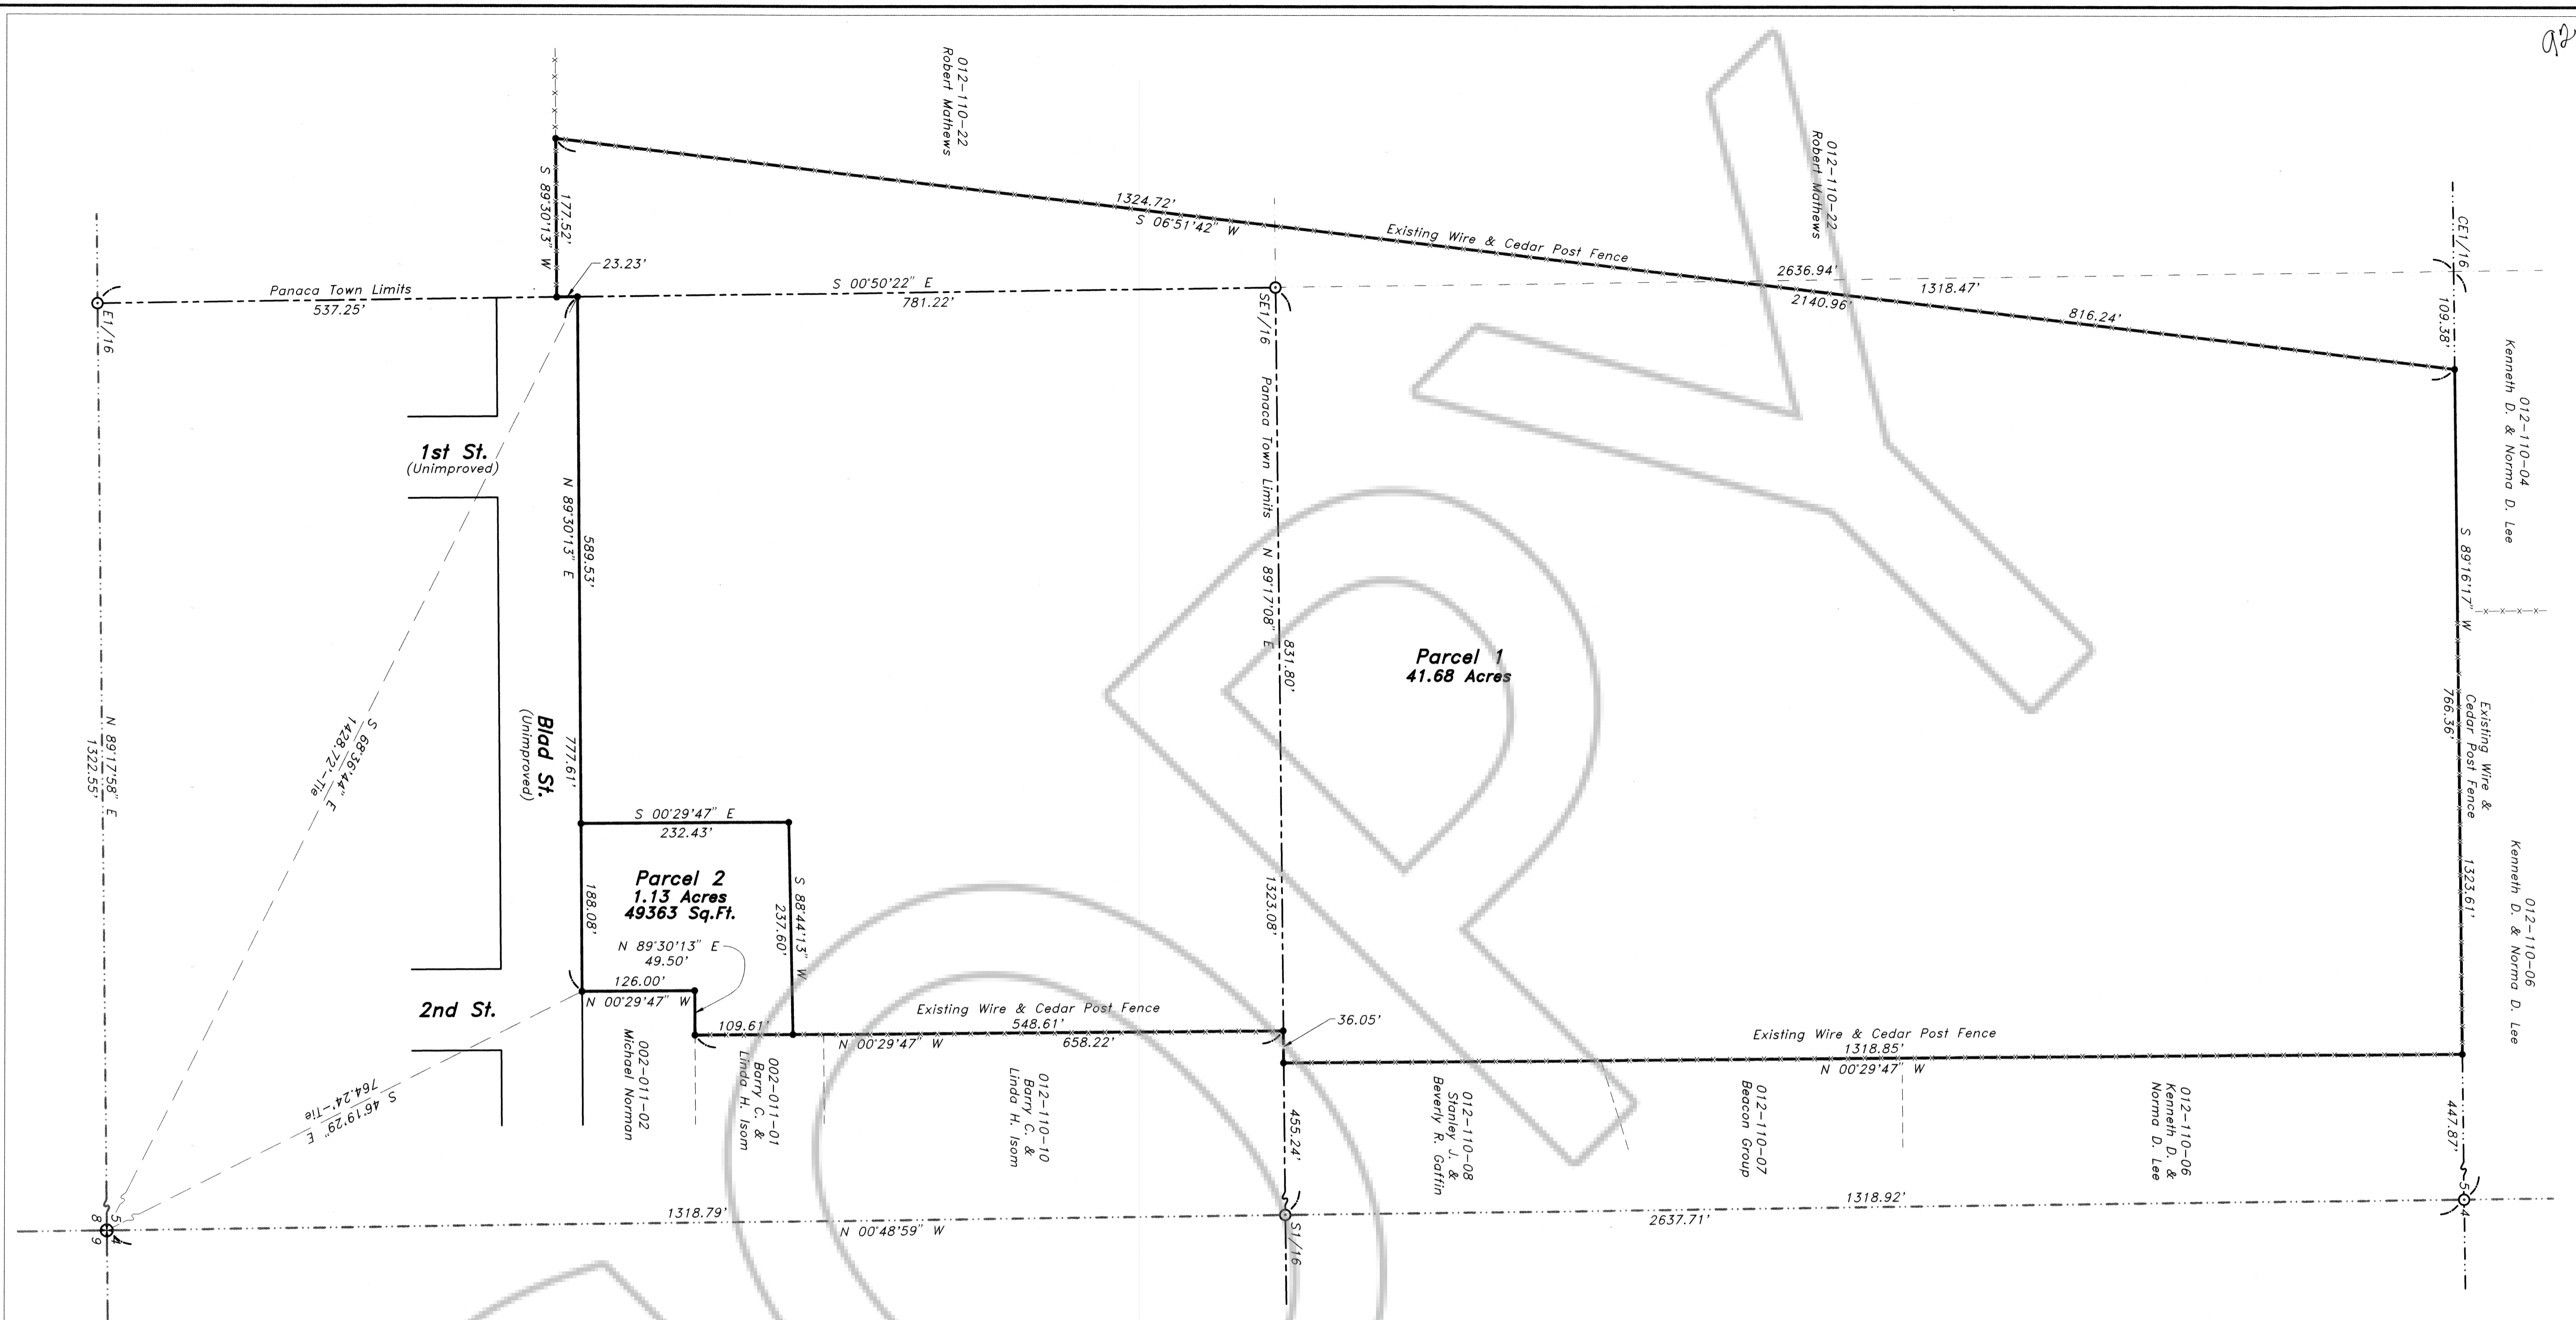 92
012-110-22
Robert Mathews
012-110-22
Robert Mathews
CE1/16
177.52'
S 89°30'13" W
1324.72'
S 06°51'42" W
Existing Wire & Cedar Post Fence
23.23'
2636.94'
1318.47'
2140.96'
816.24'
109.38'
Panaca Town Limits
537.25'
S 00°50'22" E
781.22'
E1/16
SE1/16
012-110-04
Kenneth D. & Norma D. Lee
Panaca Town Limits N 89°17'08" E
1st St.
(Unimproved)
N 89°30'13" E
589.53'
831.80'
Parcel 1
41.68 Acres
S 89°16'17" W
766.36'
Existing Wire &
Cedar Post Fence
N 89°17'58" E
1322.55'
S 68°36'44" E
1428.72'-Tie
Blad St.
(Unimproved)
777.61'
S 00°29'47" E
232.43'
Parcel 2
1.13 Acres
49363 Sq.Ft.
188.08'
S 88°44'13" W
237.60'
N 89°30'13" E
49.50'
1323.08'
1323.61'
012-110-06
Kenneth D. & Norma D. Lee
2nd St.
126.00'
N 00°29'47" W
109.61'
Existing Wire & Cedar Post Fence
548.61'
N 00°29'47" W
658.22'
36.05'
Existing Wire & Cedar Post Fence
1318.85'
N 00°29'47" W
002-011-02
Michael Norman
002-011-01
Barry C. &
Linda H. Isom
012-110-10
Barry C. &
Linda H. Isom
455.24'
012-110-08
Stanley J. &
Beverly R. Gaffin
012-110-07
Beacon Group
012-110-06
Kenneth D. &
Norma D. Lee
447.87'
S 46°19'29" E
764.24'-Tie
5 4
8 9
1318.79'
N 00°48'59" W
S1/16
1318.92'
2637.71'
5
4
COPY